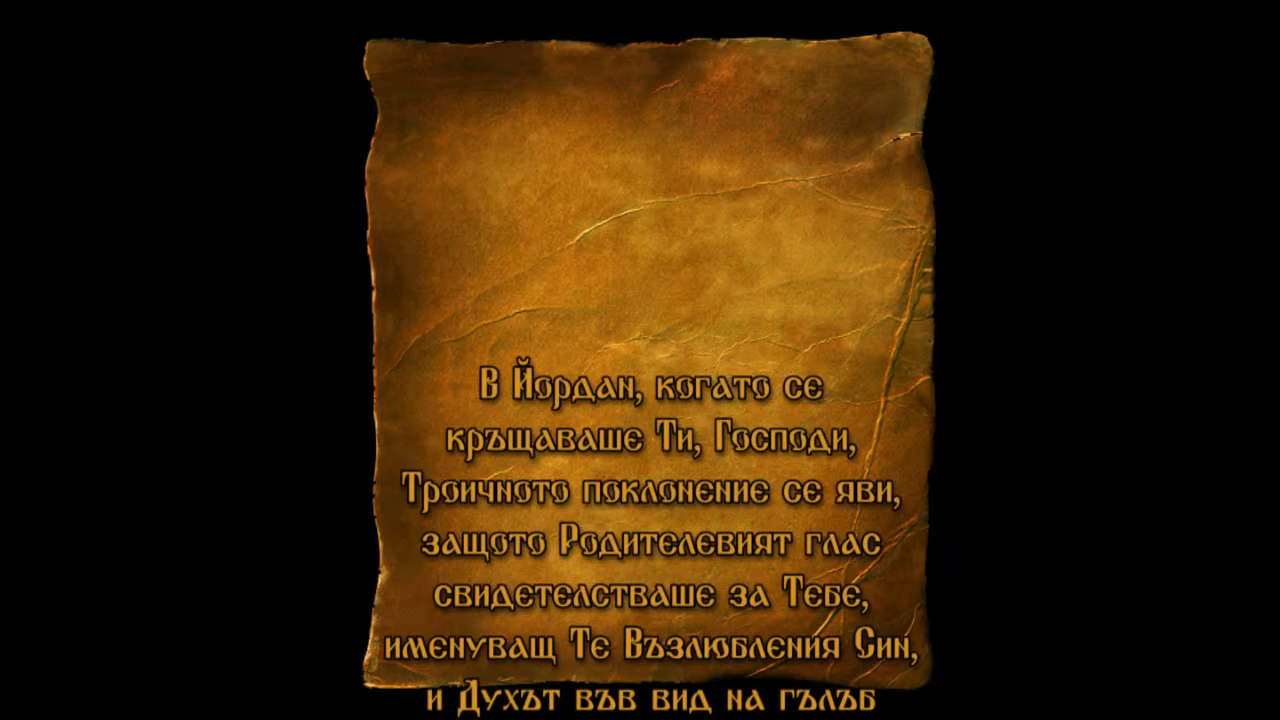 В Йордан, когато се
кръщаваше Ти, Господи,
Троичното поклонение се яви,
защото Родителевият глас
свидетелстваше за Тебе,
именуващ Те Възлюбления Син,
и Духът във вид на гълъб